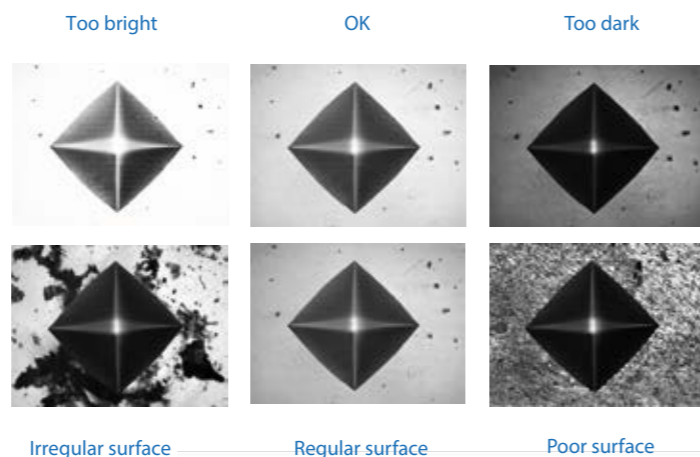 Too bright
OK
Too dark
Irregular surface
Regular surface
Poor surface